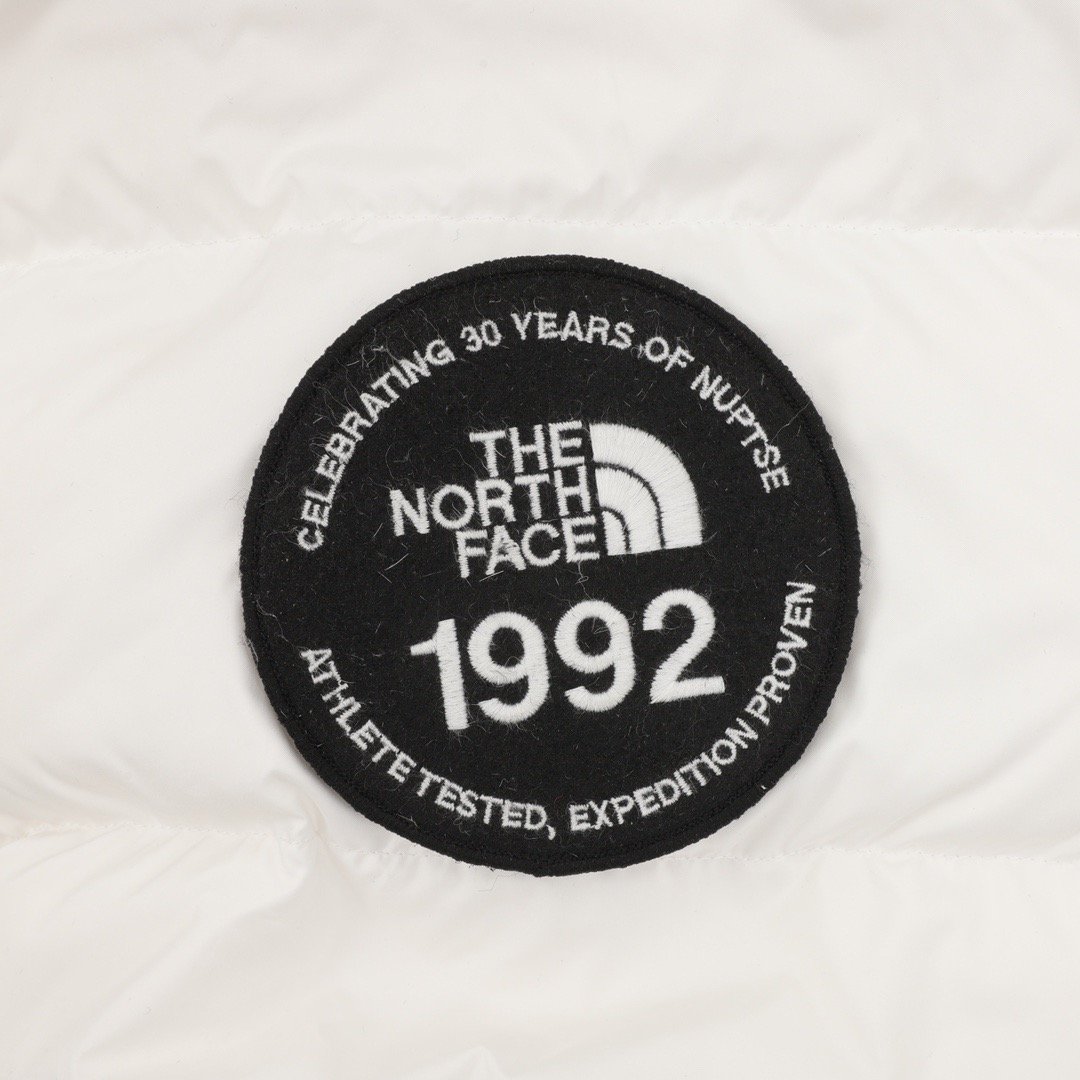 CELEBRATING 30 YEARS OF NUPTSE
THE
NORTH
FACE
1992
ATHLETE TESTED, EXPEDITION PROVEN